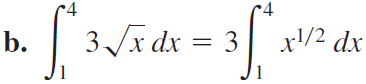 b. ∫₁⁴ 3√x dx = 3∫₁⁴ x^{1/2} dx